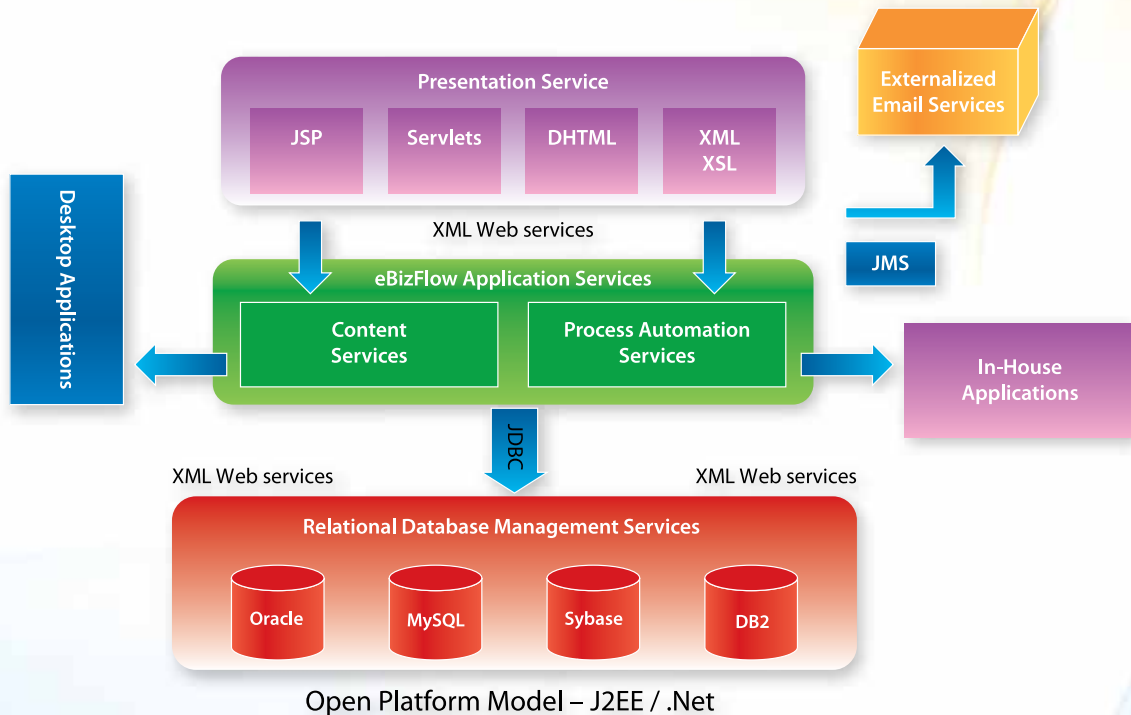 Presentation Service
JSP
Servlets
DHTML
XML
XSL
Externalized
Email Services
Desktop Applications
XML Web services
JMS
eBizFlow Application Services
Content
Services
Process Automation
Services
In-House
Applications
JDBC
XML Web services
XML Web services
Relational Database Management Services
Oracle
MySQL
Sybase
DB2
Open Platform Model – J2EE / .Net